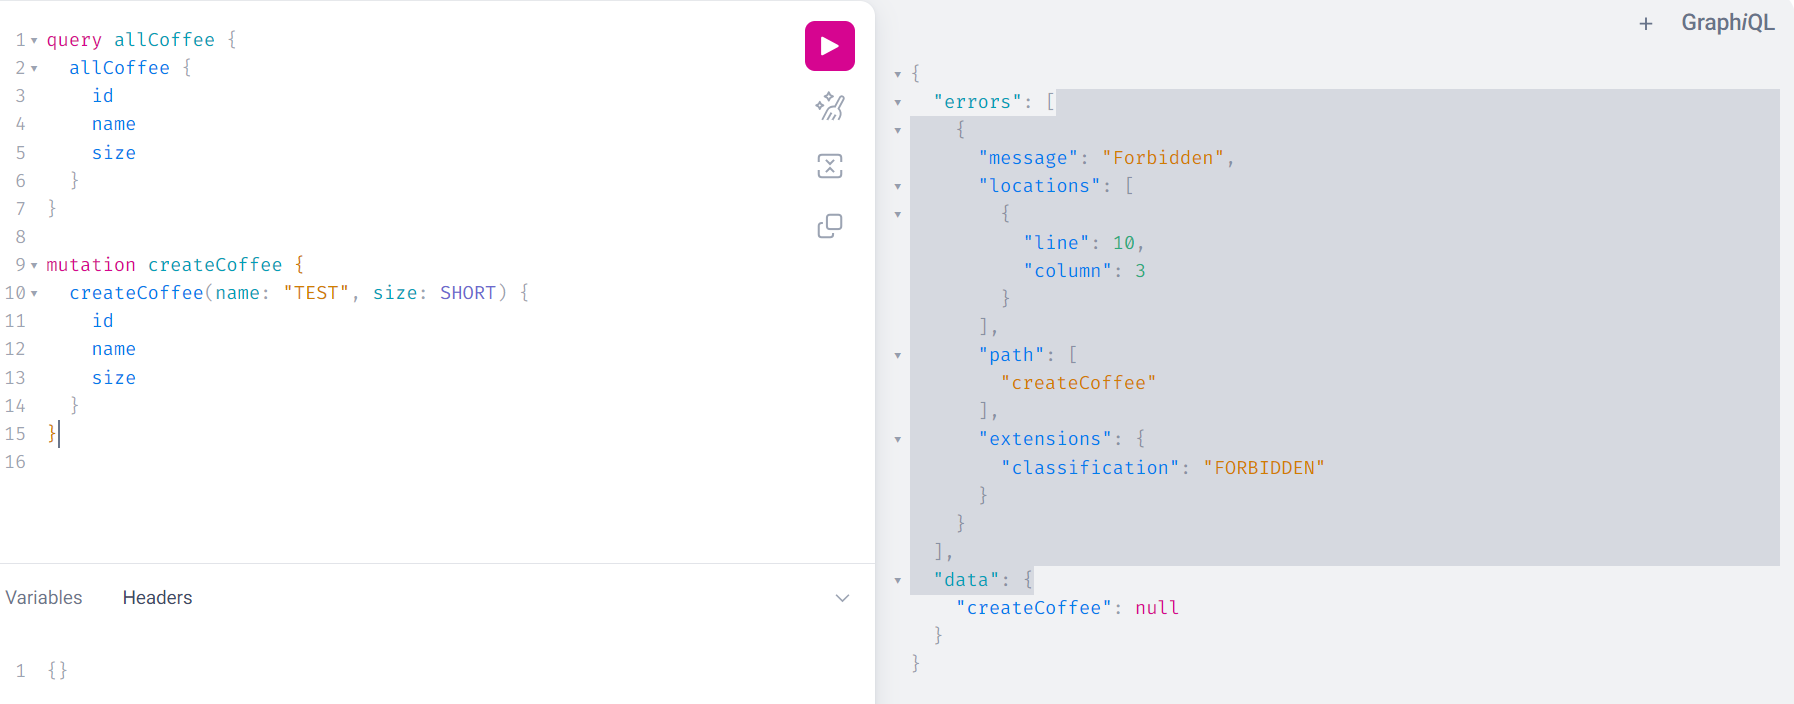 1 query allCoffee {
2 allCoffee {
3 id
4 name
5 size
6 }
7 }
8
9 mutation createCoffee {
10 createCoffee(name: "TEST", size: SHORT) {
11 id
12 name
13 size
14 }
15 }
16
Variables Headers
1 {}
+ GraphiQL
{
"errors": [
{
"message": "Forbidden",
"locations": [
{
"line": 10,
"column": 3
}
],
"path": [
"createCoffee"
],
"extensions": {
"classification": "FORBIDDEN"
}
}
],
"data": {
"createCoffee": null
}
}